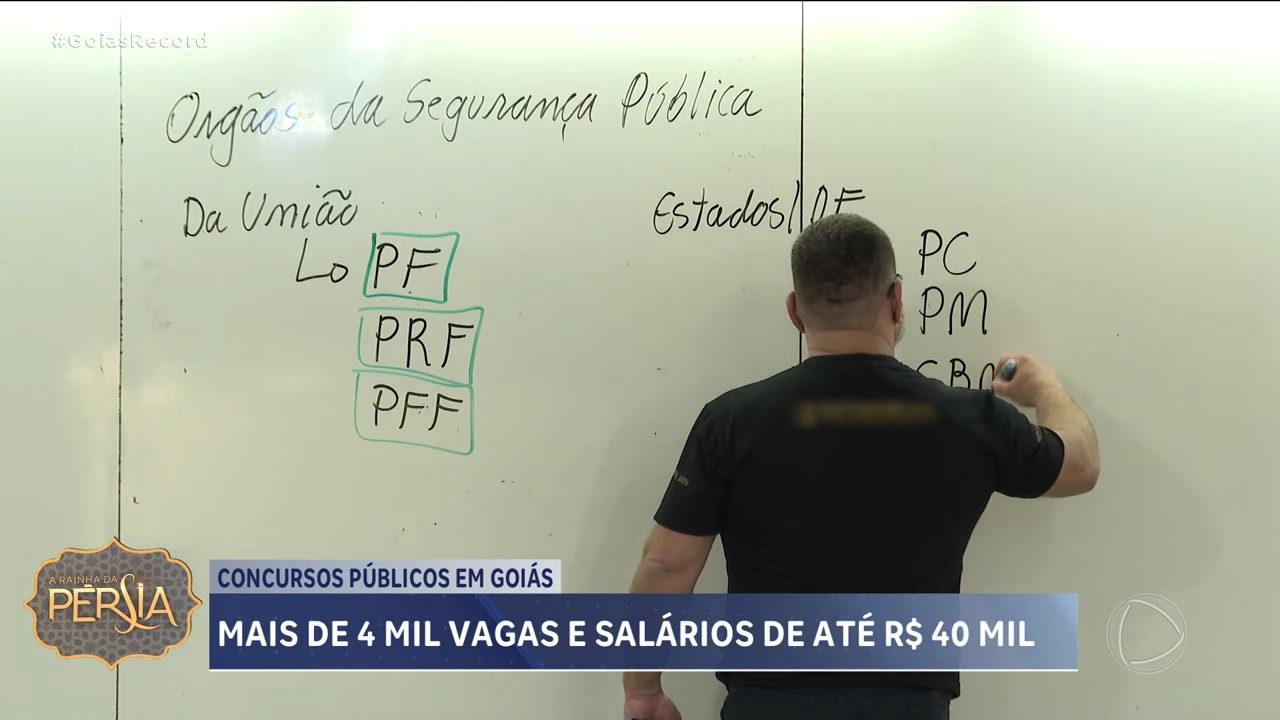 #GoiásRecord
Orgãos da Segurança Pública
Da União
Lo PF
PRF
PFF
Estados/DF
PC
PM
CBM
A RAINHA DA
PÉRSIA
CONCURSOS PÚBLICOS EM GOIÁS
MAIS DE 4 MIL VAGAS E SALÁRIOS DE ATÉ R$ 40 MIL